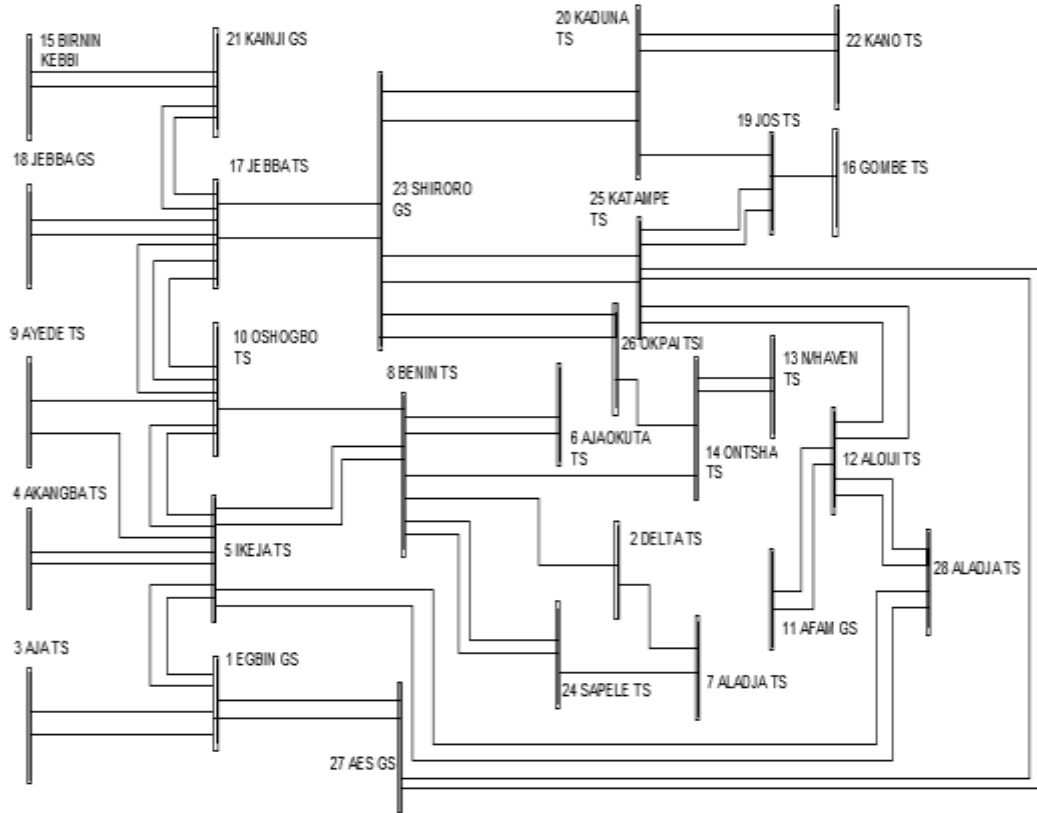 20 KADUNA
TS
15 BIRNIN
KEBBI
21 KAINJI GS
22 KANO TS
19 JOS TS
18 JEBBA GS
17 JEBBA TS
16 GOMBE TS
23 SHIRORO
GS
25 KATAMPE
TS
9 AYEDE TS
10 OSHOGBO
TS
26 OKPAI TSI
13 N/HAVEN
TS
8 BENIN TS
6 AJAOKUTA
TS
14 ONTSHA
TS
12 ALOIJI TS
4 AKANGBA TS
5 IKEJA TS
2 DELTA TS
28 ALADJA TS
11 AFAM GS
3 AJA TS
1 EGBIN GS
24 SAPELE TS
7 ALADJA TS
27 AES GS